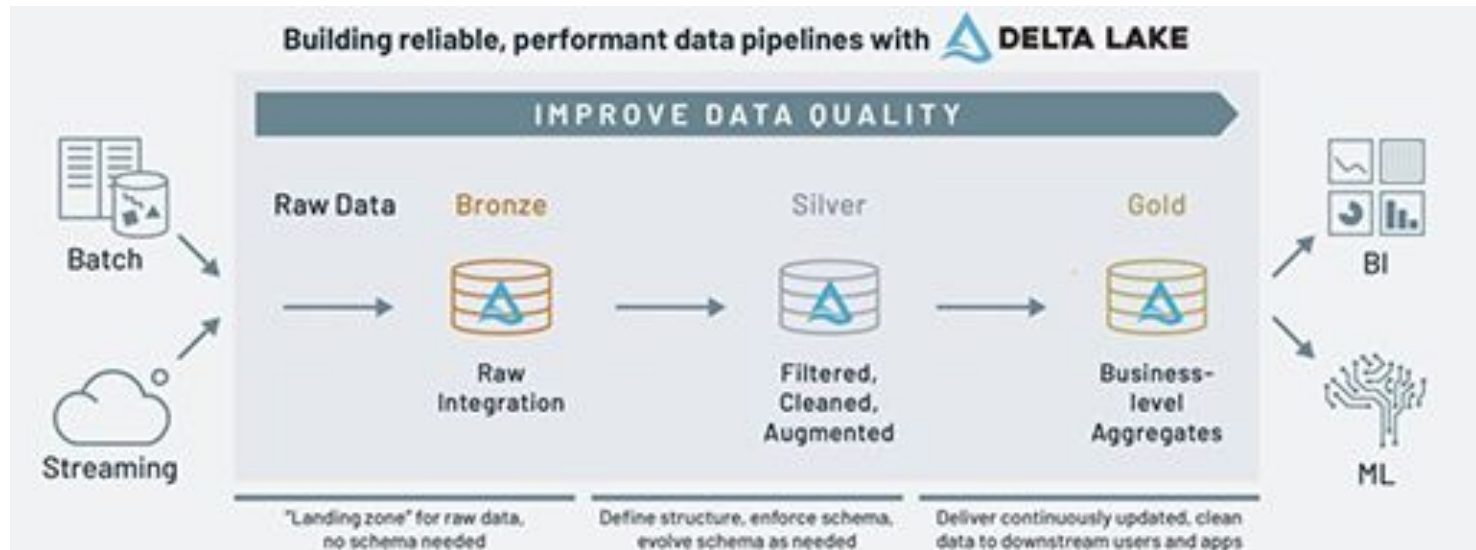 Building reliable, performant data pipelines with DELTA LAKE
IMPROVE DATA QUALITY
Batch
Streaming
Raw Data
Bronze
Raw
Integration
Silver
Filtered,
Cleaned,
Augmented
Gold
Business-
level
Aggregates
BI
ML
"Landing zone" for raw data,
no schema needed
Define structure, enforce schema,
evolve schema as needed
Deliver continuously updated, clean
data to downstream users and apps